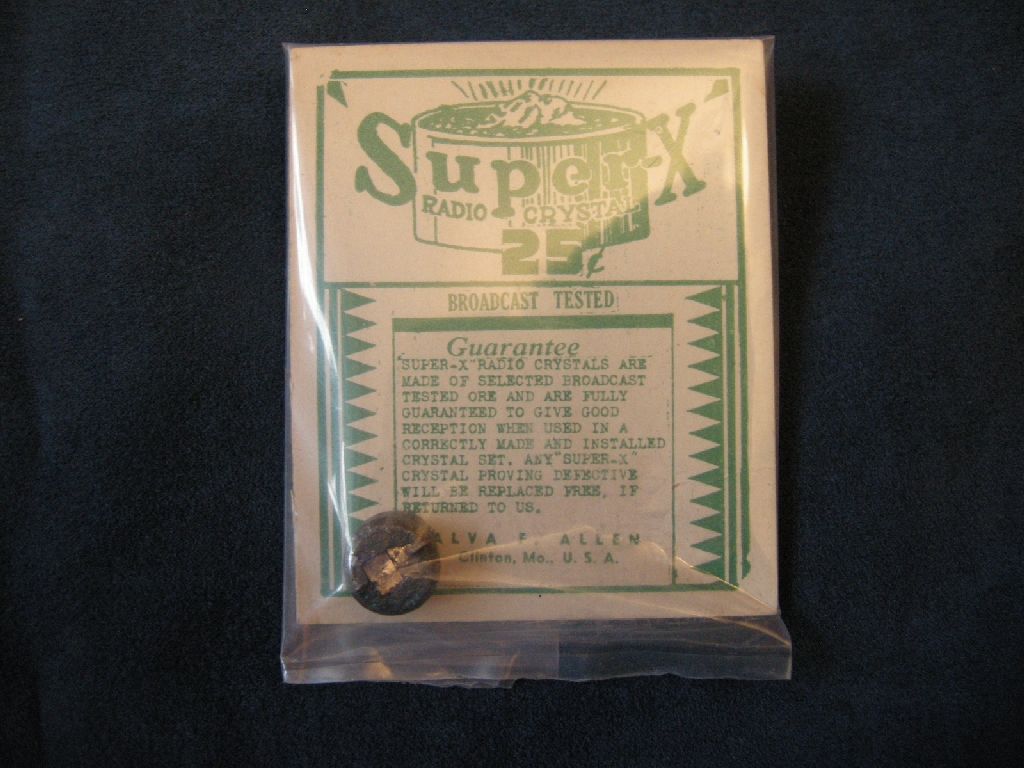 Super-X
RADIO CRYSTAL
25¢
BROADCAST TESTED
Guarantee
"SUPER-X" RADIO CRYSTALS ARE
MADE OF SELECTED BROADCAST
TESTED ORE AND ARE FULLY
GUARANTEED TO GIVE GOOD
RECEPTION WHEN USED IN A
CORRECTLY MADE AND INSTALLED
CRYSTAL SET. ANY "SUPER-X"
CRYSTAL PROVING DEFECTIVE
WILL BE REPLACED FREE, IF
RETURNED TO US.
ALVA F. ALLEN
Clinton, Mo., U. S. A.